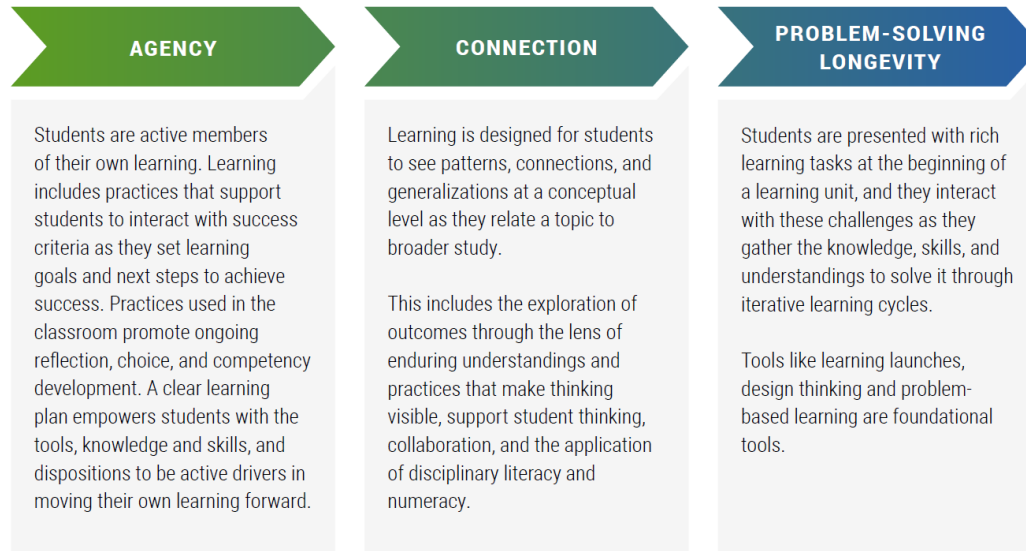 AGENCY
Students are active members
of their own learning. Learning
includes practices that support
students to interact with success
criteria as they set learning
goals and next steps to achieve
success. Practices used in the
classroom promote ongoing
reflection, choice, and competency
development. A clear learning
plan empowers students with the
tools, knowledge and skills, and
dispositions to be active drivers in
moving their own learning forward.
CONNECTION
Learning is designed for students
to see patterns, connections, and
generalizations at a conceptual
level as they relate a topic to
broader study.
This includes the exploration of
outcomes through the lens of
enduring understandings and
practices that make thinking
visible, support student thinking,
collaboration, and the application
of disciplinary literacy and
numeracy.
PROBLEM-SOLVING
LONGEVITY
Students are presented with rich
learning tasks at the beginning of
a learning unit, and they interact
with these challenges as they
gather the knowledge, skills, and
understandings to solve it through
iterative learning cycles.
Tools like learning launches,
design thinking and problem-
based learning are foundational
tools.